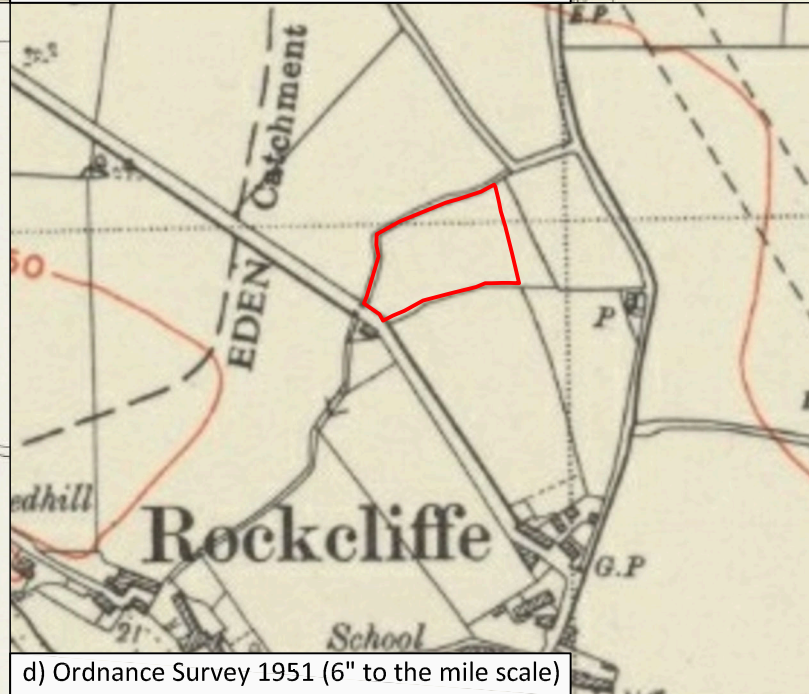 E.P.
Catchment
EDEN
50
P
edhill
Rockcliffe
G.P
21
School
d) Ordnance Survey 1951 (6" to the mile scale)